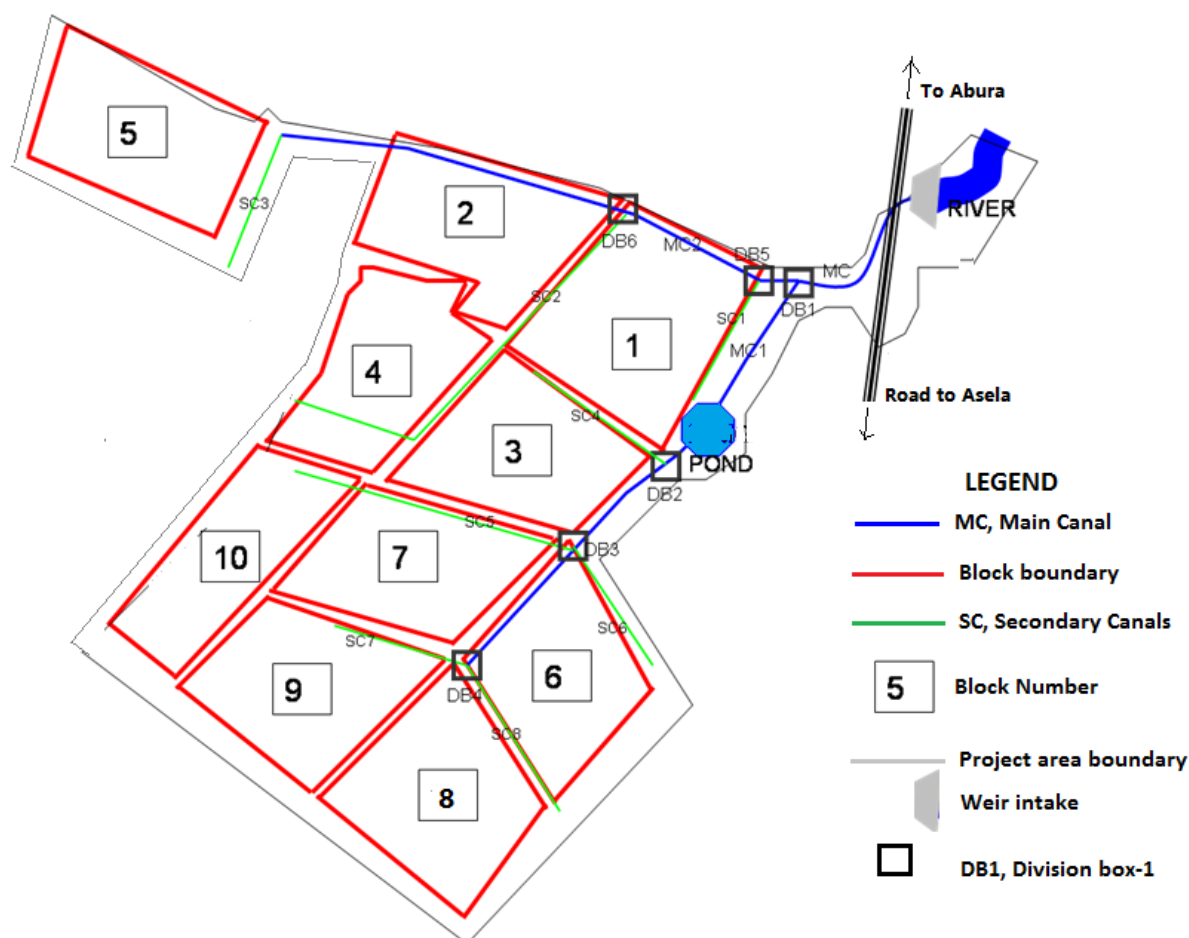 To Abura
5
2
RIVER
SC3
DB6
MC2
DB5
MC
DB1
SC2
SC1
1
MC1
4
Road to Asela
SC4
3
POND
DB2
LEGEND
MC, Main Canal
SC5
DB3
10
7
Block boundary
SC, Secondary Canals
SC6
SC7
9
DB4
6
5
Block Number
SC8
8
Project area boundary
Weir intake
DB1, Division box-1